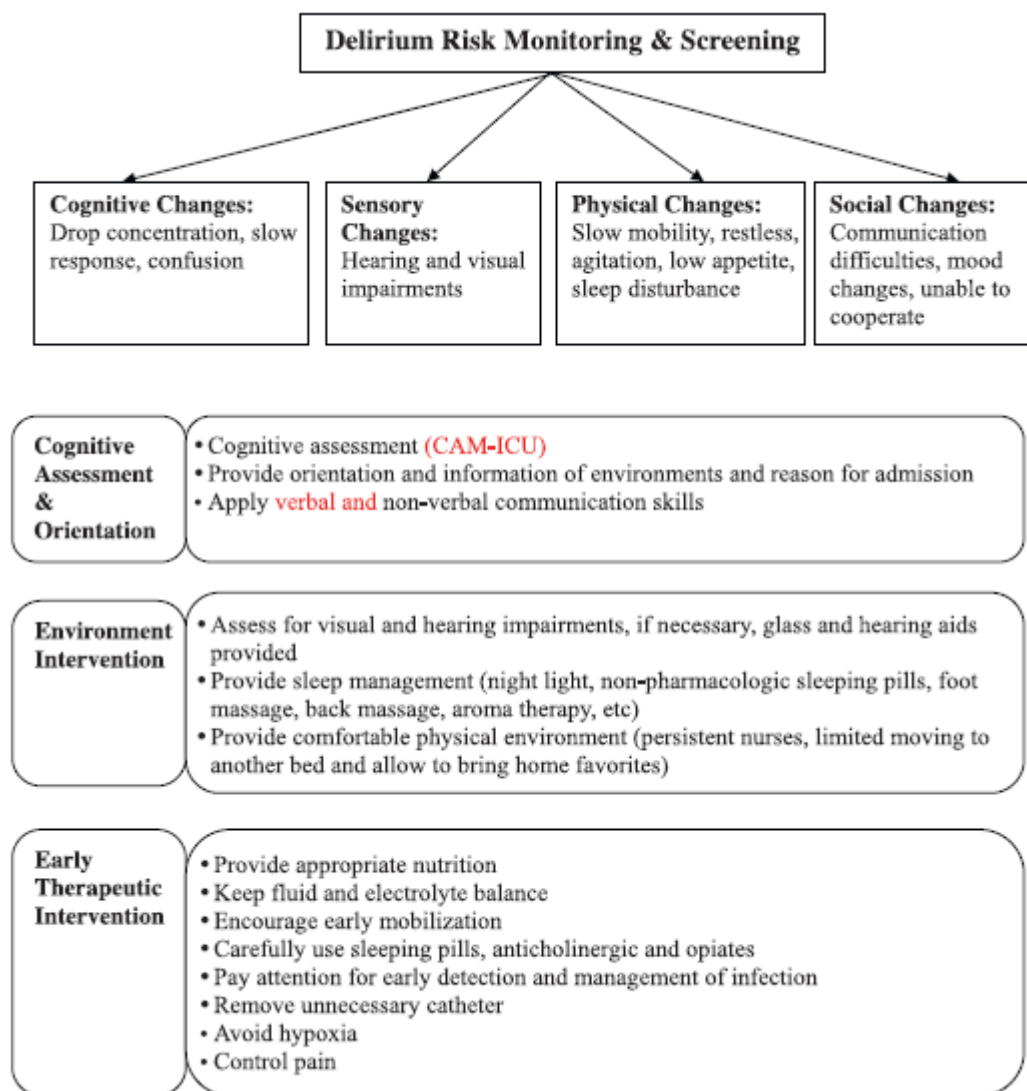 Delirium Risk Monitoring & Screening
Cognitive Changes:
Drop concentration, slow
response, confusion
Sensory
Changes:
Hearing and visual
impairments
Physical Changes:
Slow mobility, restless,
agitation, low appetite,
sleep disturbance
Social Changes:
Communication
difficulties, mood
changes, unable to
cooperate
Cognitive
Assessment
&
Orientation
• Cognitive assessment (CAM-ICU)
• Provide orientation and information of environments and reason for admission
• Apply verbal and non-verbal communication skills
Environment
Intervention
• Assess for visual and hearing impairments, if necessary, glass and hearing aids
provided
• Provide sleep management (night light, non-pharmacologic sleeping pills, foot
massage, back massage, aroma therapy, etc)
• Provide comfortable physical environment (persistent nurses, limited moving to
another bed and allow to bring home favorites)
Early
Therapeutic
Intervention
• Provide appropriate nutrition
• Keep fluid and electrolyte balance
• Encourage early mobilization
• Carefully use sleeping pills, anticholinergic and opiates
• Pay attention for early detection and management of infection
• Remove unnecessary catheter
• Avoid hypoxia
• Control pain